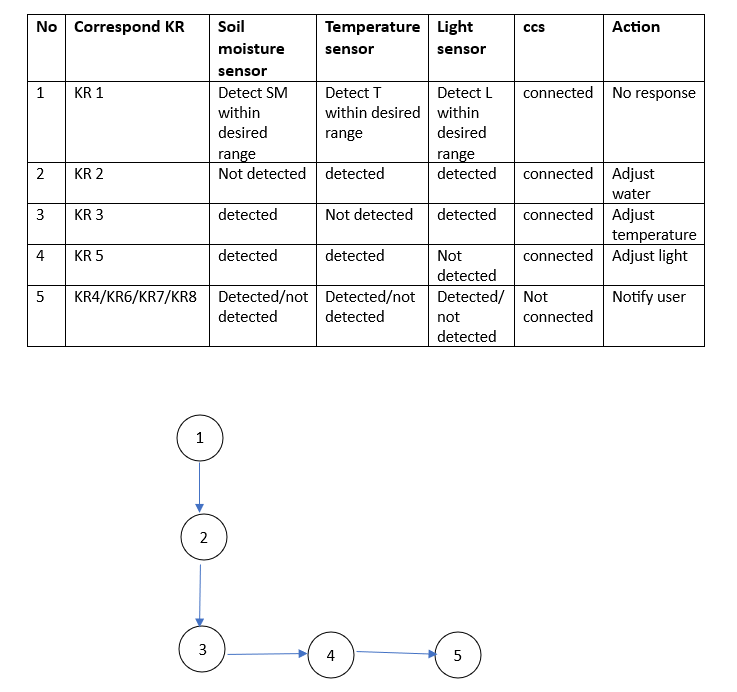 No Correspond KR Soil moisture sensor Temperature sensor Light sensor ccs Action
1 KR 1 Detect SM within desired range Detect T within desired range Detect L within desired range connected No response
2 KR 2 Not detected detected detected connected Adjust water
3 KR 3 detected Not detected detected connected Adjust temperature
4 KR 5 detected detected Not detected connected Adjust light
5 KR4/KR6/KR7/KR8 Detected/not detected Detected/not detected Detected/ not detected Not connected Notify user
1
2
3
4
5